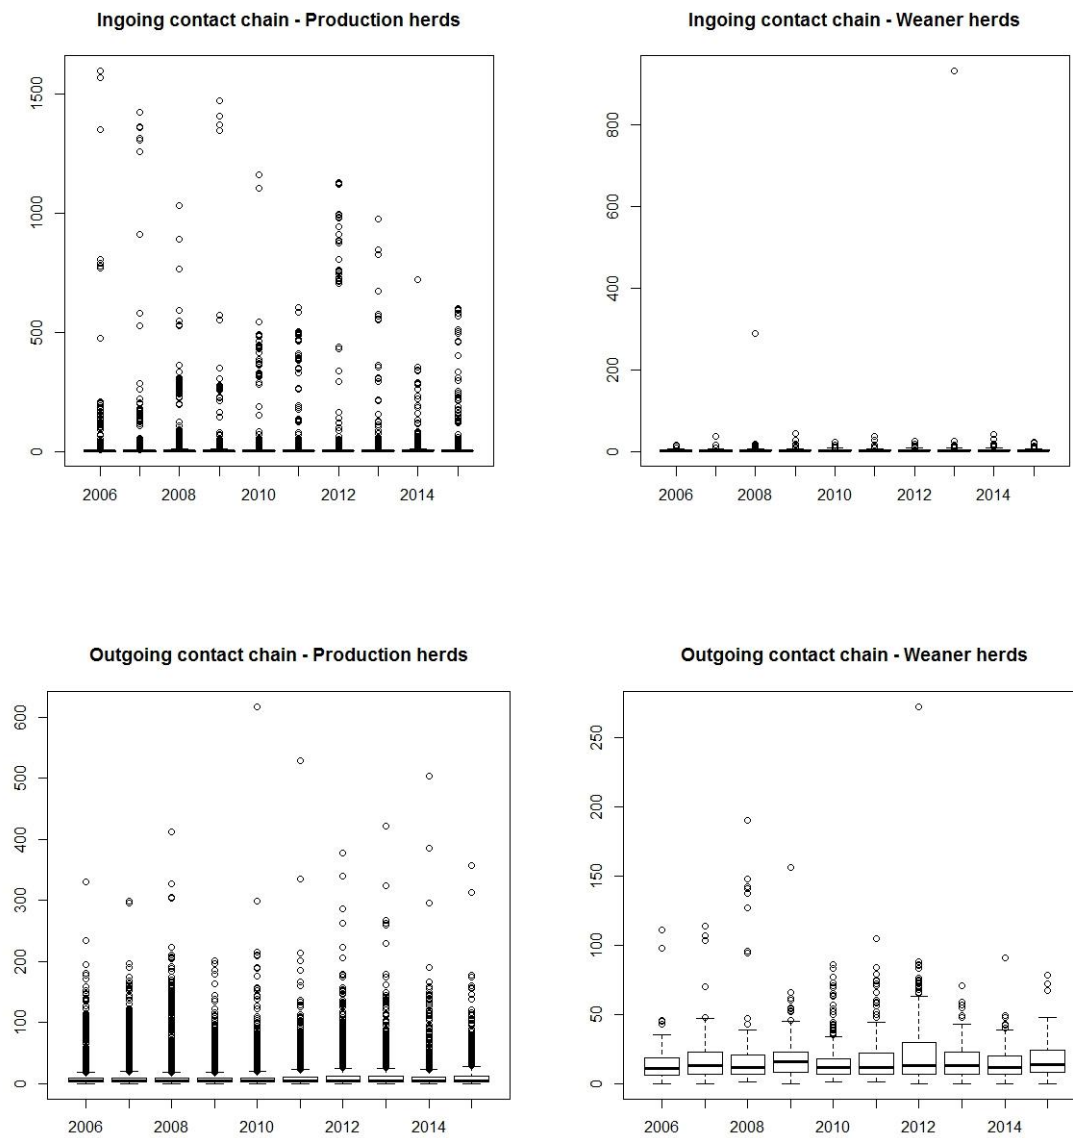 Ingoing contact chain - Production herds
1500
1000
500
0
2006 2008 2010 2012 2014
Ingoing contact chain - Weaner herds
800
600
400
200
0
2006 2008 2010 2012 2014
Outgoing contact chain - Production herds
600
500
400
300
200
100
0
2006 2008 2010 2012 2014
Outgoing contact chain - Weaner herds
250
200
150
100
50
0
2006 2008 2010 2012 2014